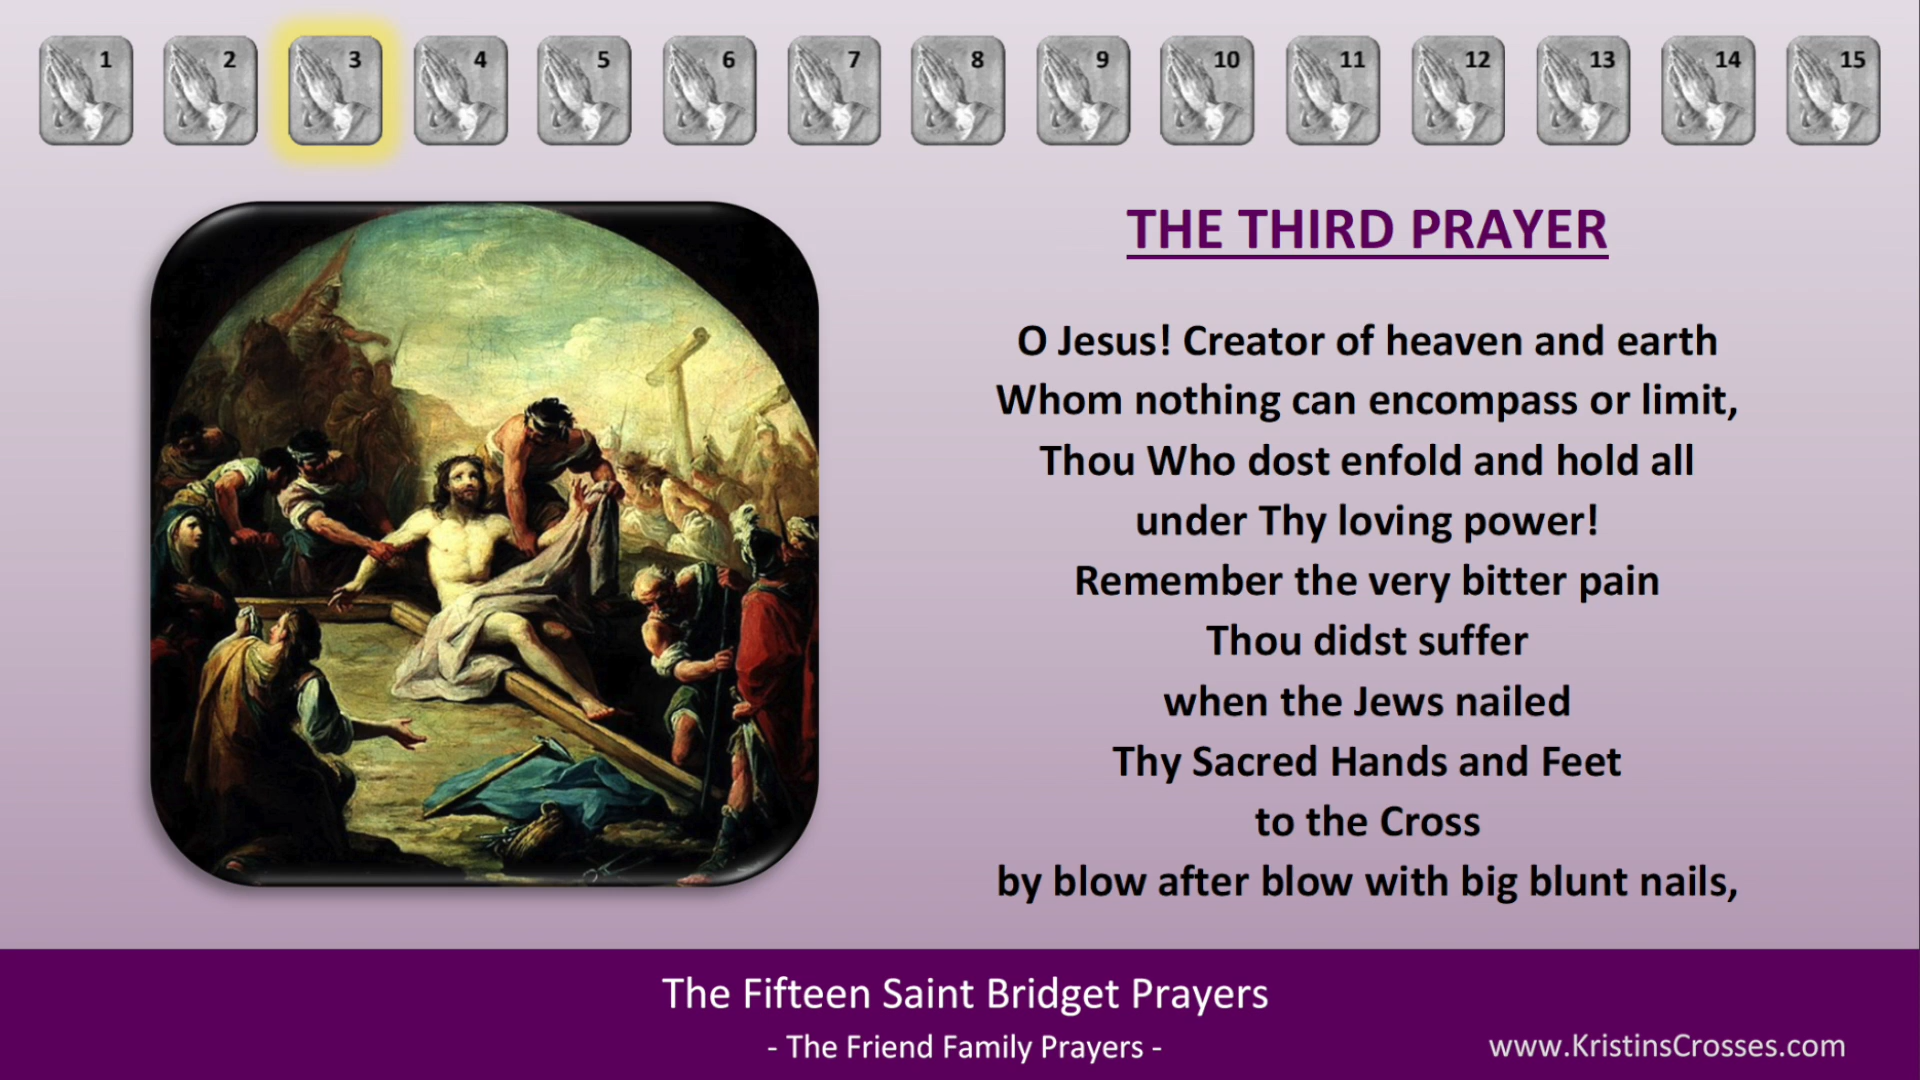 1 2 3 4 5 6 7 8 9 10 11 12 13 14 15
THE THIRD PRAYER
O Jesus! Creator of heaven and earth
Whom nothing can encompass or limit,
Thou Who dost enfold and hold all
under Thy loving power!
Remember the very bitter pain
Thou didst suffer
when the Jews nailed
Thy Sacred Hands and Feet
to the Cross
by blow after blow with big blunt nails,
The Fifteen Saint Bridget Prayers
- The Friend Family Prayers -
www.KristinsCrosses.com